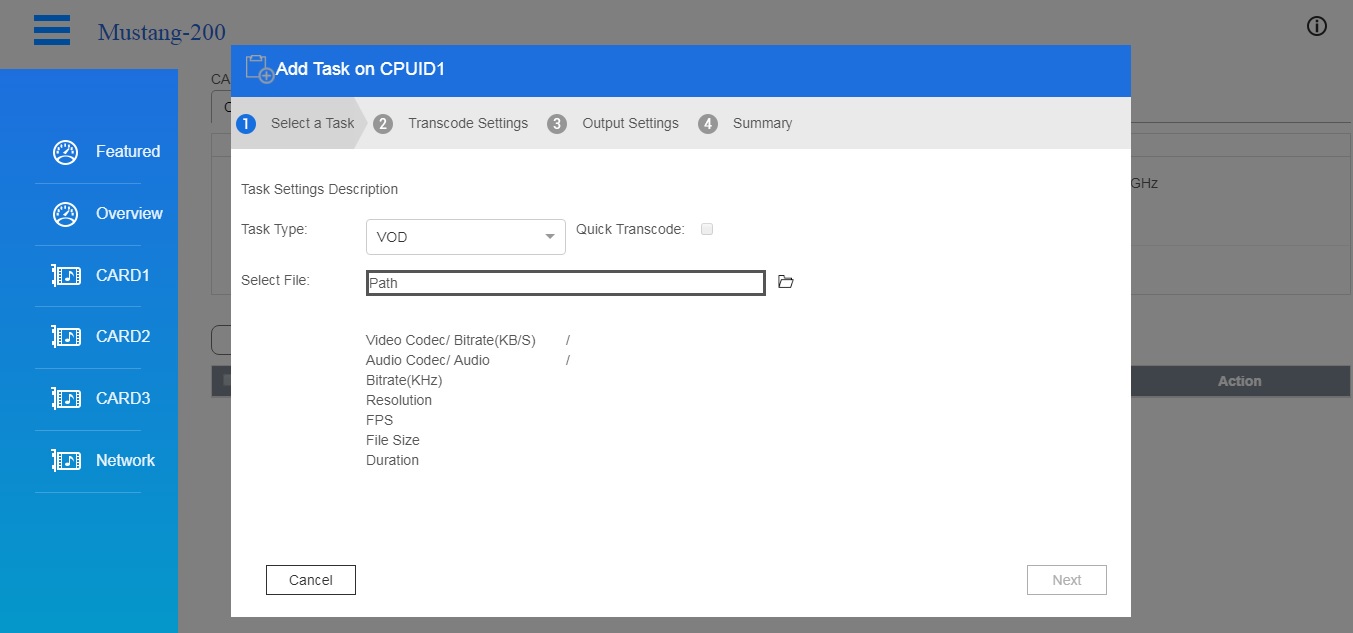 Mustang-200
CA
Add Task on CPUID1
C
1 Select a Task 2 Transcode Settings 3 Output Settings 4 Summary
Featured
Overview
CARD1
CARD2
CARD3
Network
GHz
Task Settings Description
Task Type: VOD Quick Transcode:
Select File: Path
Video Codec/ Bitrate(KB/S) /
Audio Codec/ Audio /
Bitrate(KHz)
Resolution
FPS
File Size
Duration
Action
Cancel Next